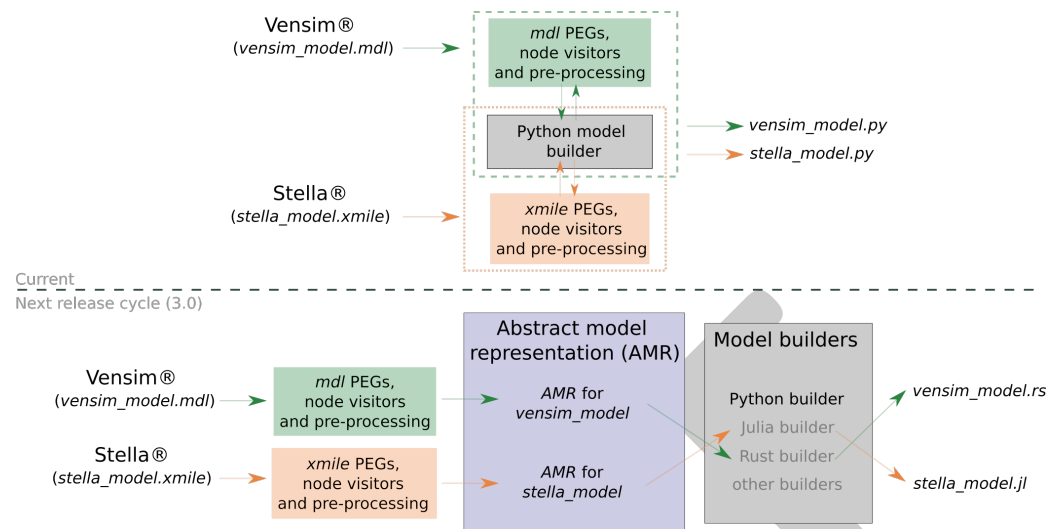 Vensim®
(vensim_model.mdl)
mdl PEGs,
node visitors
and pre-processing
Python model
builder
vensim_model.py
stella_model.py
Stella®
(stella_model.xmile)
xmile PEGs,
node visitors
and pre-processing
Current
Next release cycle (3.0)
Abstract model
representation (AMR)
Model builders
Vensim®
(vensim_model.mdl)
mdl PEGs,
node visitors
and pre-processing
AMR for
vensim_model
Python builder
Julia builder
Rust builder
other builders
vensim_model.rs
Stella®
(stella_model.xmile)
xmile PEGs,
node visitors
and pre-processing
AMR for
stella_model
stella_model.jl